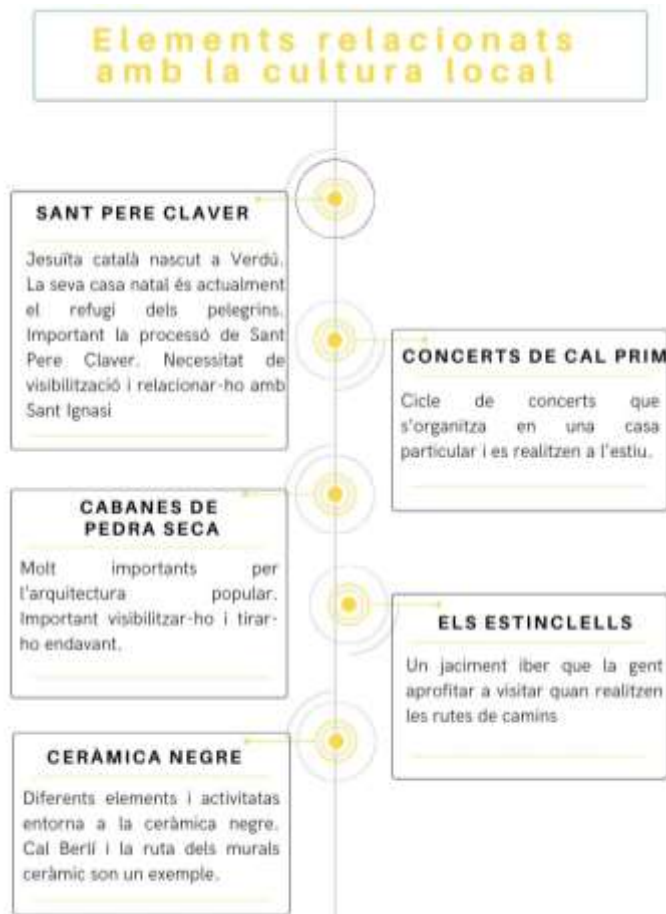 Elements relacionats
amb la cultura local
SANT PERE CLAVER
Jesuïta català nascut a Verdú.
La seva casa natal és actualment
el refugi dels pelegrins.
Important la processó de Sant
Pere Claver. Necessitat de
visibilització i relacionar-ho amb
Sant Ignasi
CONCERTS DE CAL PRIM
Cicle de concerts que
s'organitza en una casa
particular i es realitzen a l'estiu.
CABANES DE
PEDRA SECA
Molt importants per
l'arquitectura popular.
Important visibilitzar-ho i tirar-
ho endavant.
ELS ESTINCLELLS
Un jaciment iber que la gent
aprofitar a visitar quan realitzen
les rutes de camins
CERÀMICA NEGRE
Diferents elements i activitatas
entorna a la ceràmica negre.
Cal Berlí i la ruta dels murals
ceràmic son un exemple.